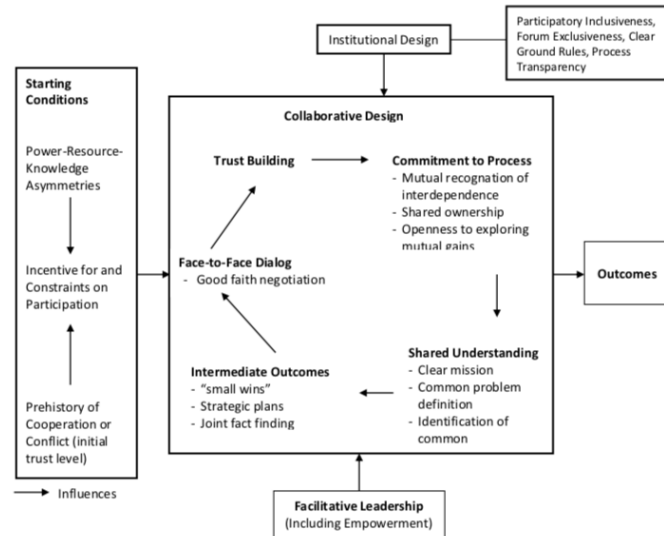 Institutional Design
Participatory Inclusiveness,
Forum Exclusiveness, Clear
Ground Rules, Process
Transparency
Starting
Conditions
Power-Resource-
Knowledge
Asymmetries
Incentive for and
Constraints on
Participation
Prehistory of
Cooperation or
Conflict (initial
trust level)
Influences
Collaborative Design
Trust Building
Commitment to Process
- Mutual recognation of
interdependence
- Shared ownership
- Openness to exploring
mutual gains
Face-to-Face Dialog
- Good faith negotiation
Intermediate Outcomes
- “small wins”
- Strategic plans
- Joint fact finding
Shared Understanding
- Clear mission
- Common problem
definition
- Identification of
common
Outcomes
Facilitative Leadership
(Including Empowerment)